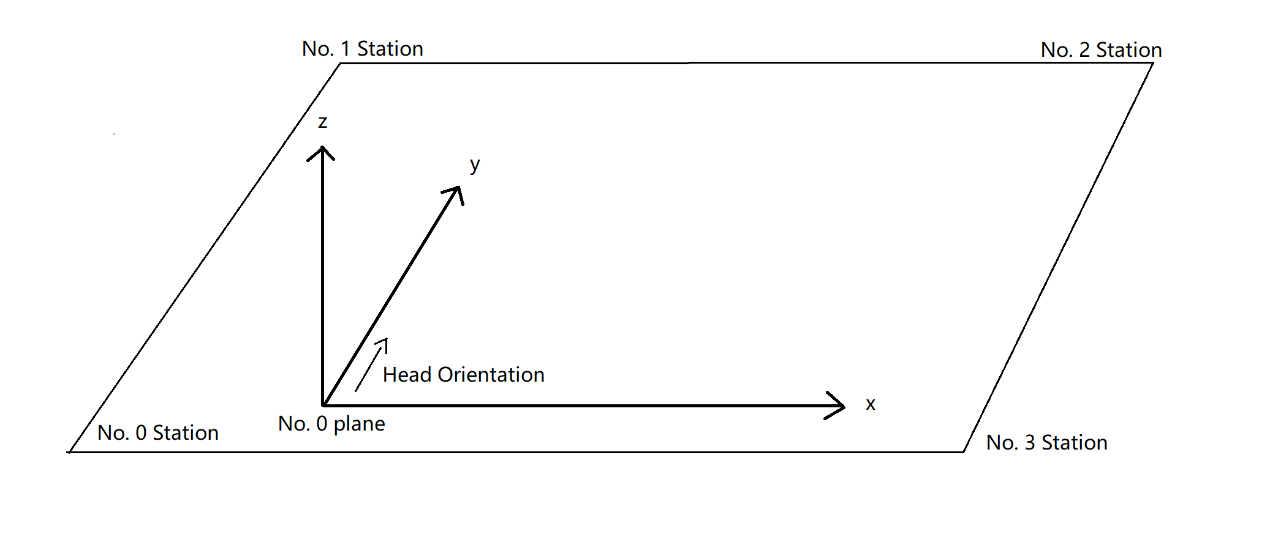 No. 1 Station
No. 2 Station
z
y
Head Orientation
x
No. 0 plane
No. 0 Station
No. 3 Station